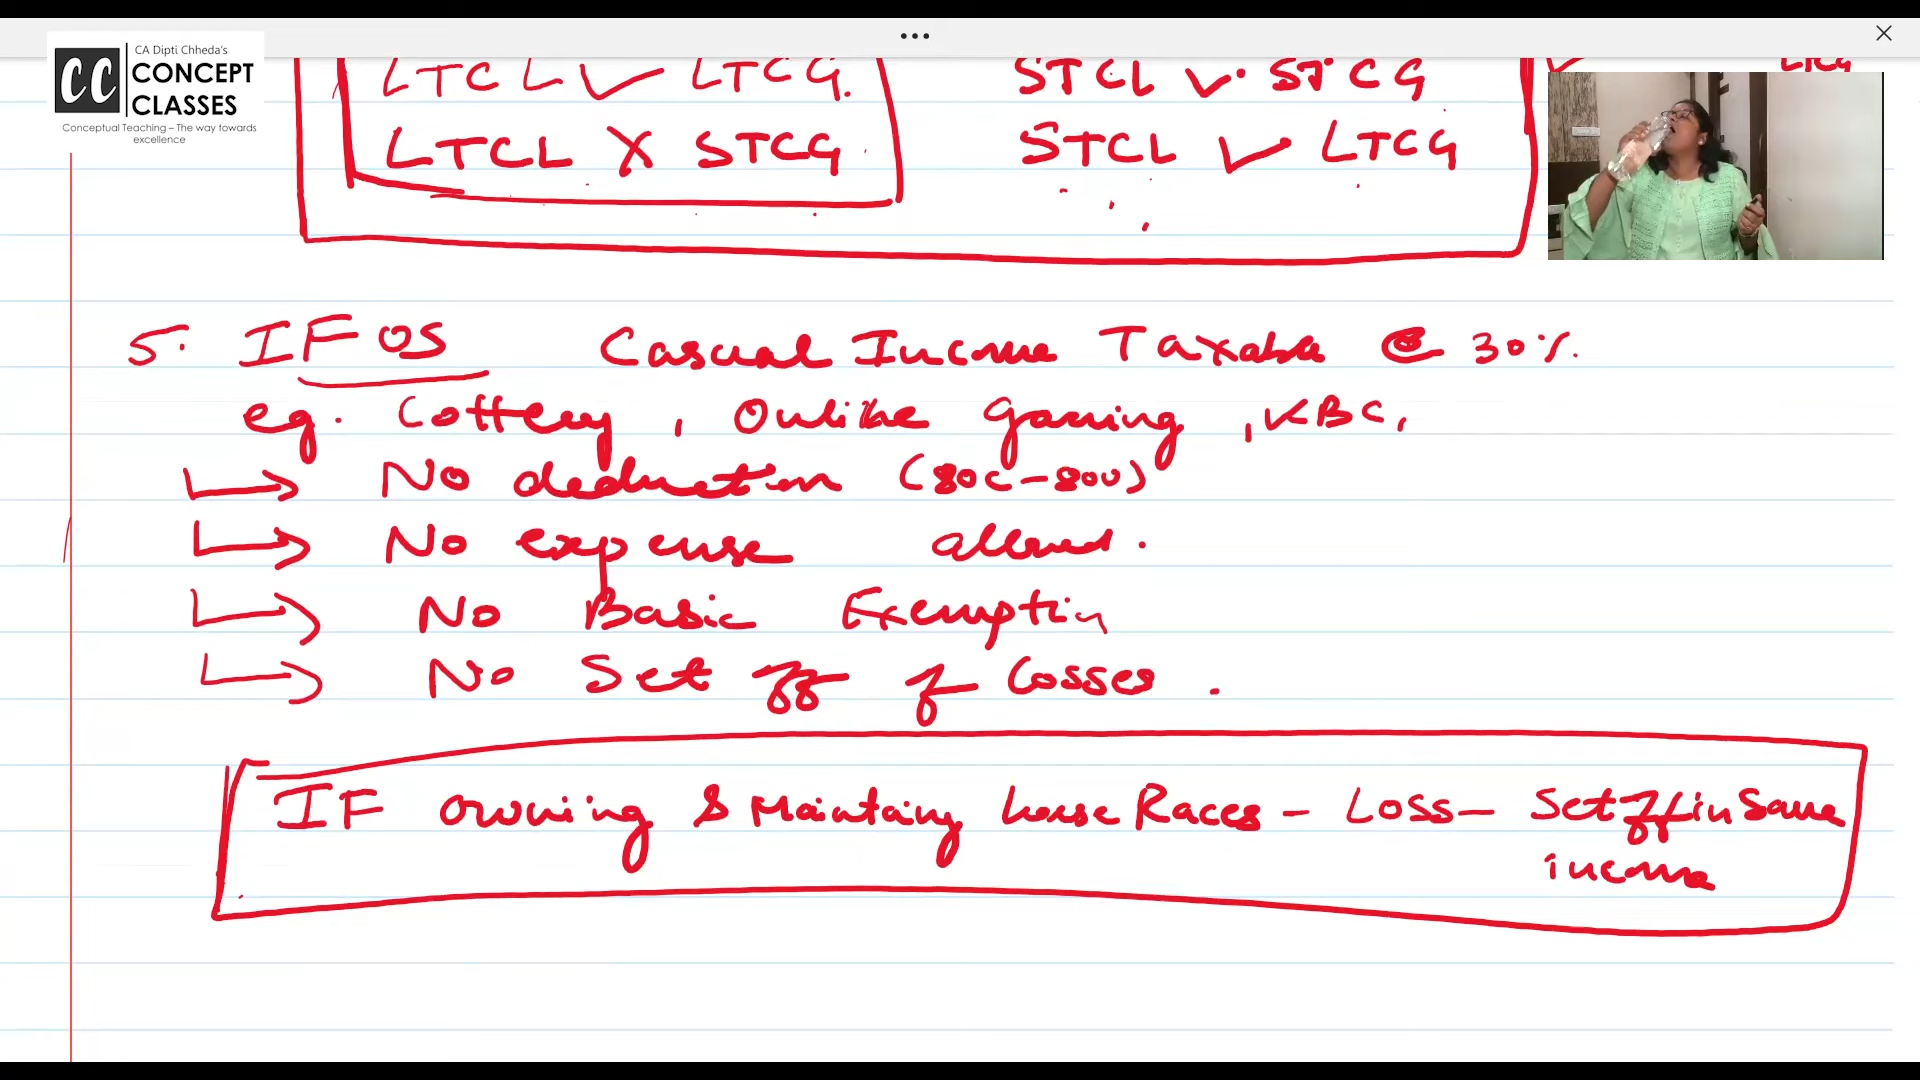 CC
CA Dipti Chheda's
CONCEPT
CLASSES
Conceptual Teaching – The way towards
excellence
LTCL ✓ LTCG. STCL ✓ STCG
LTCG
LTCL X STCG STCL ✓ LTCG
5. IFOS Casual Income Taxable @ 30%.
eg. Lottery, Online gaming, KBC,
No deduction (80C-80U)
No expense allowed.
No Basic Exemption
No Set off of Losses.
IF owning & Maintaing horse Races - Loss - Set off in Same
income